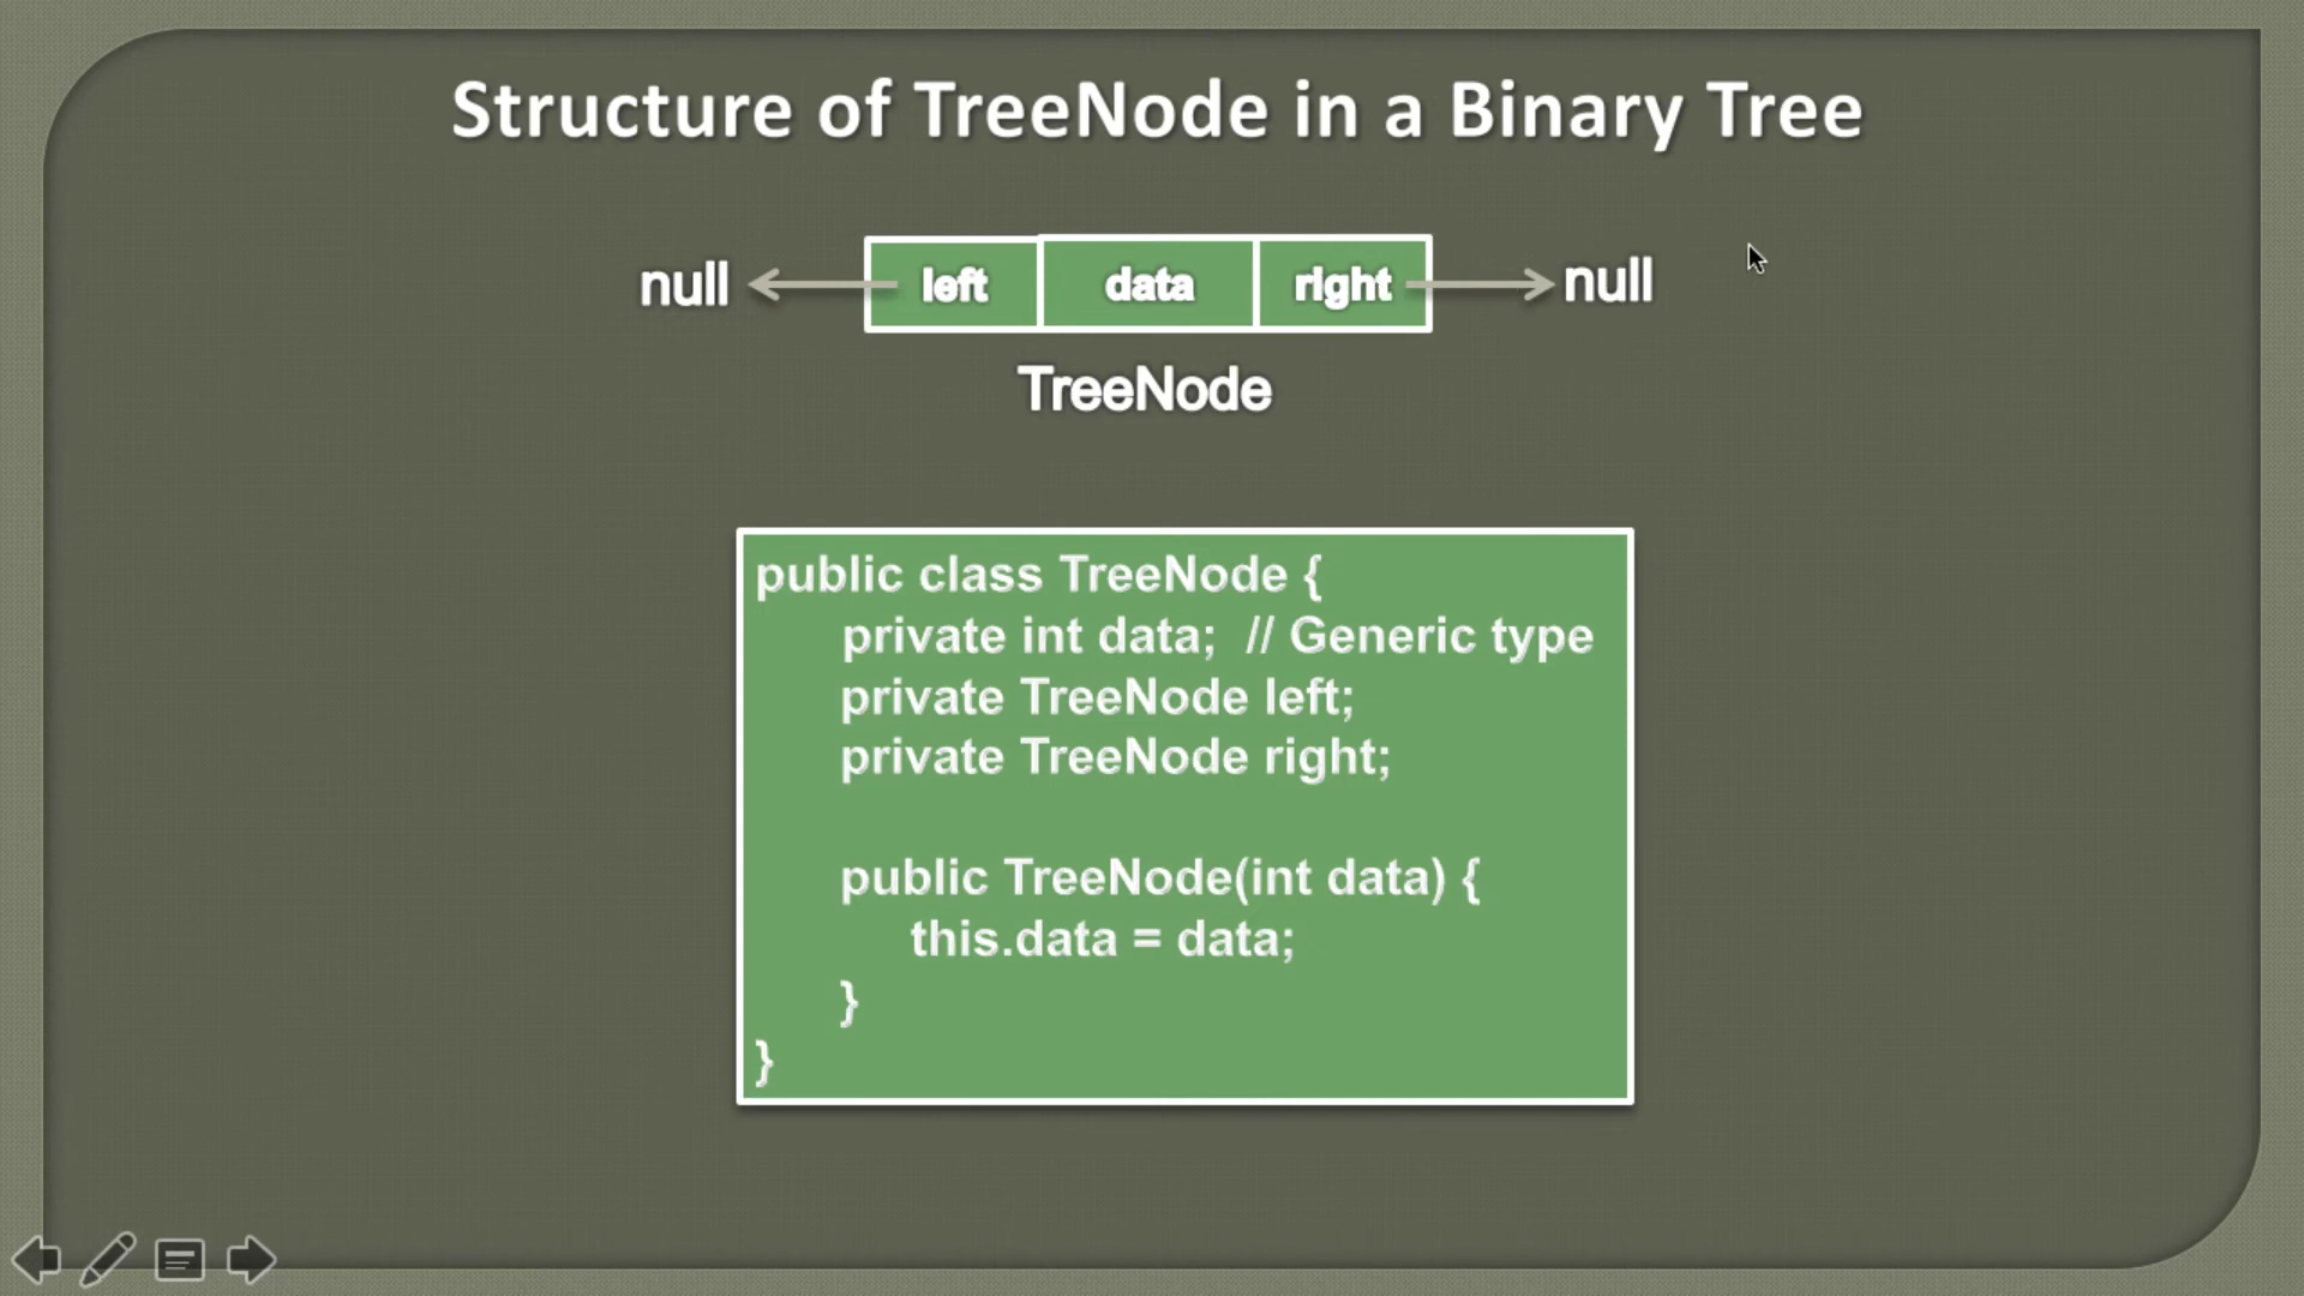 Structure of TreeNode in a Binary Tree
null left data right null
TreeNode
public class TreeNode {
private int data; // Generic type
private TreeNode left;
private TreeNode right;
public TreeNode(int data) {
this.data = data;
}
}